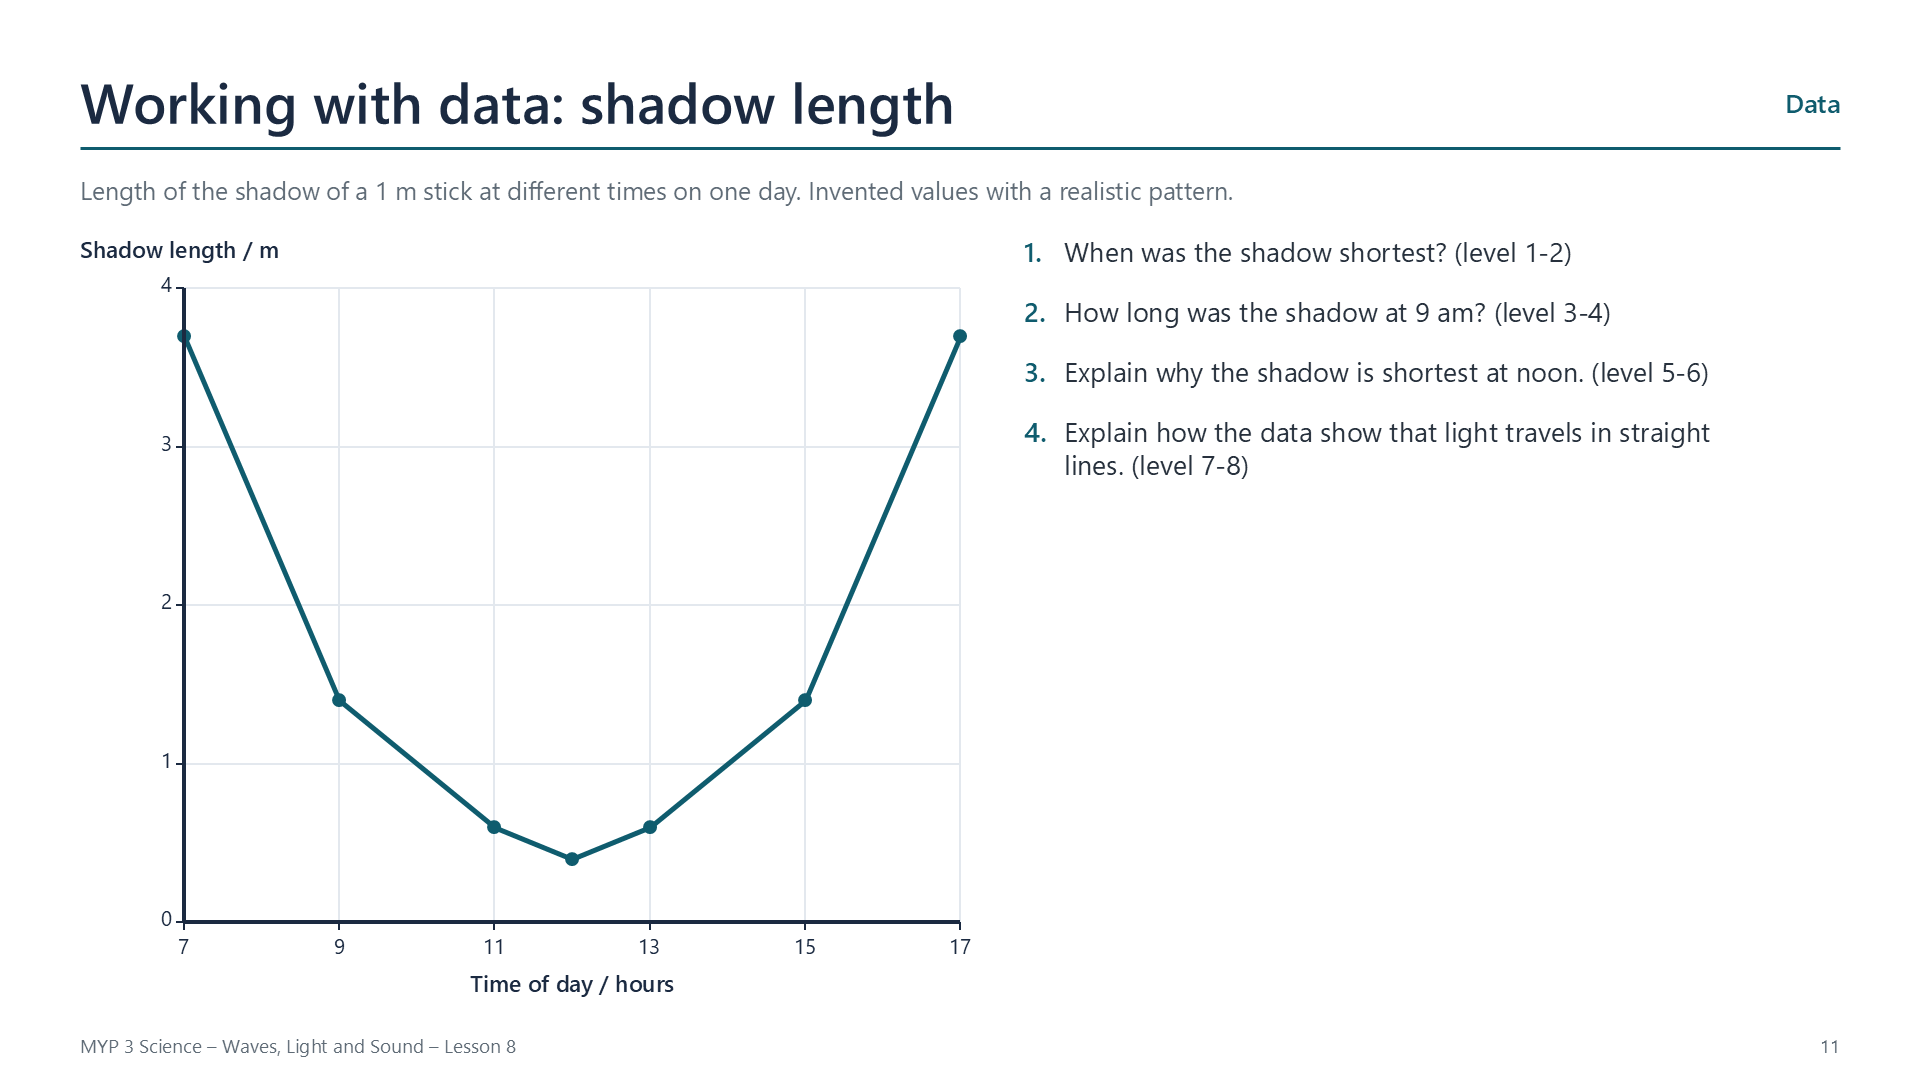 Working with data: shadow length
Data
Length of the shadow of a 1 m stick at different times on one day. Invented values with a realistic pattern.
Shadow length / m
4
3
2
1
0
7 9 11 13 15 17
Time of day / hours
1. When was the shadow shortest? (level 1-2)
2. How long was the shadow at 9 am? (level 3-4)
3. Explain why the shadow is shortest at noon. (level 5-6)
4. Explain how the data show that light travels in straight
lines. (level 7-8)
MYP 3 Science – Waves, Light and Sound – Lesson 8
11